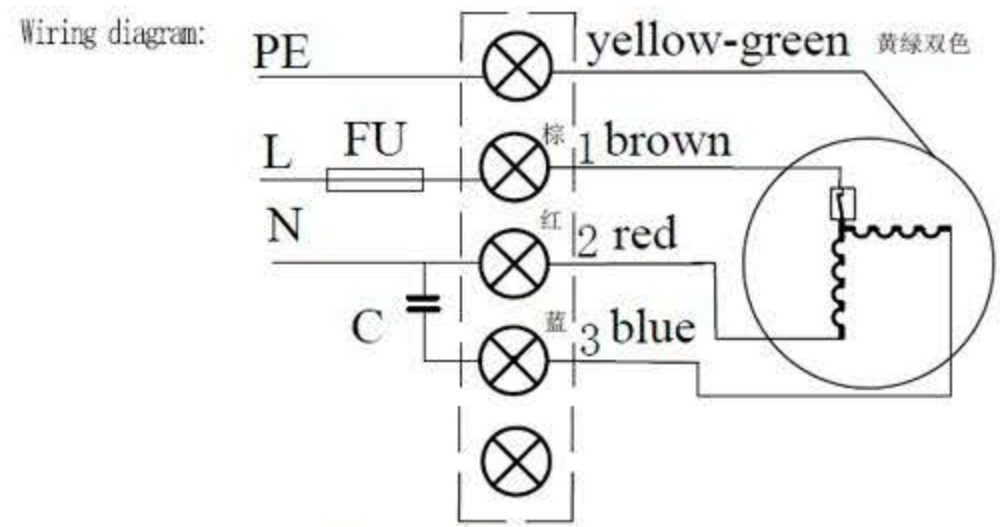 Wiring diagram:
PE
yellow-green 黄绿双色
L
FU
棕
1 brown
N
红
2 red
C
蓝
3 blue